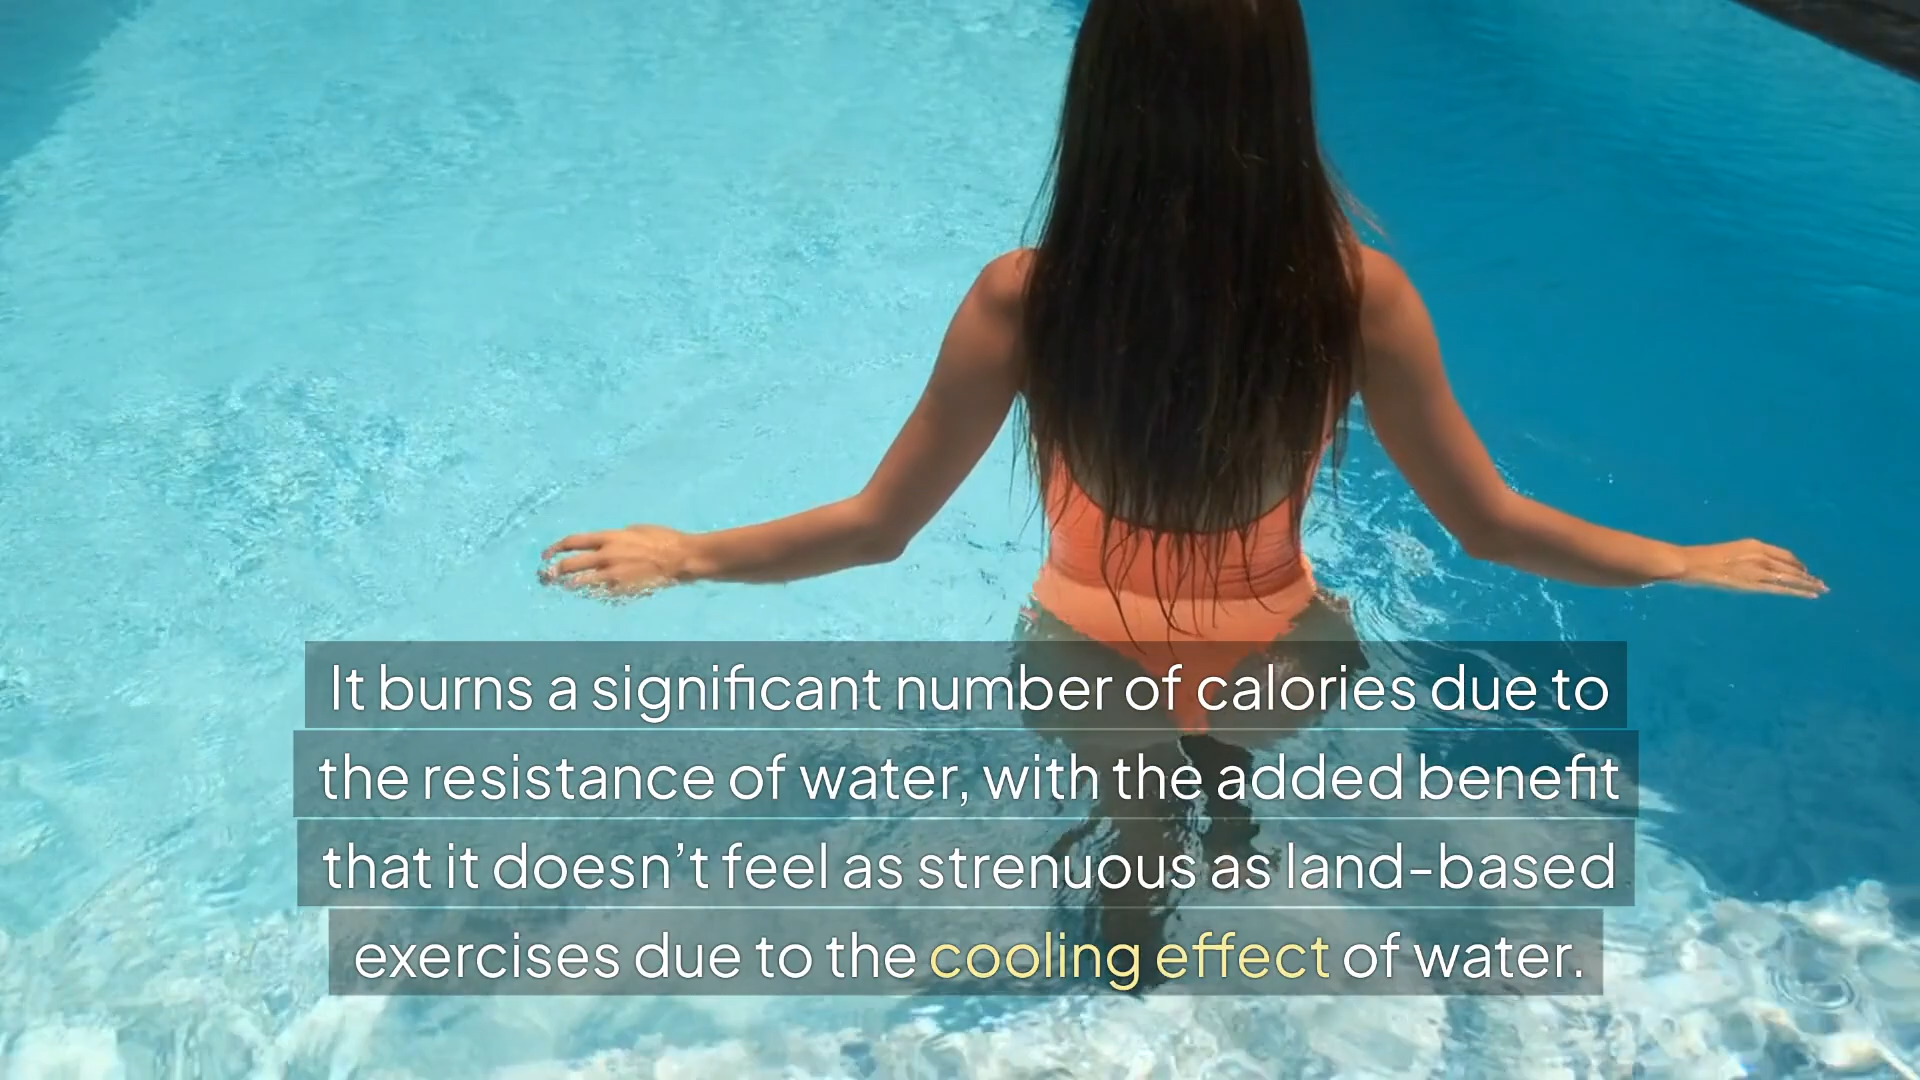 It burns a significant number of calories due to
the resistance of water, with the added benefit
that it doesn’t feel as strenuous as land-based
exercises due to the cooling effect of water.